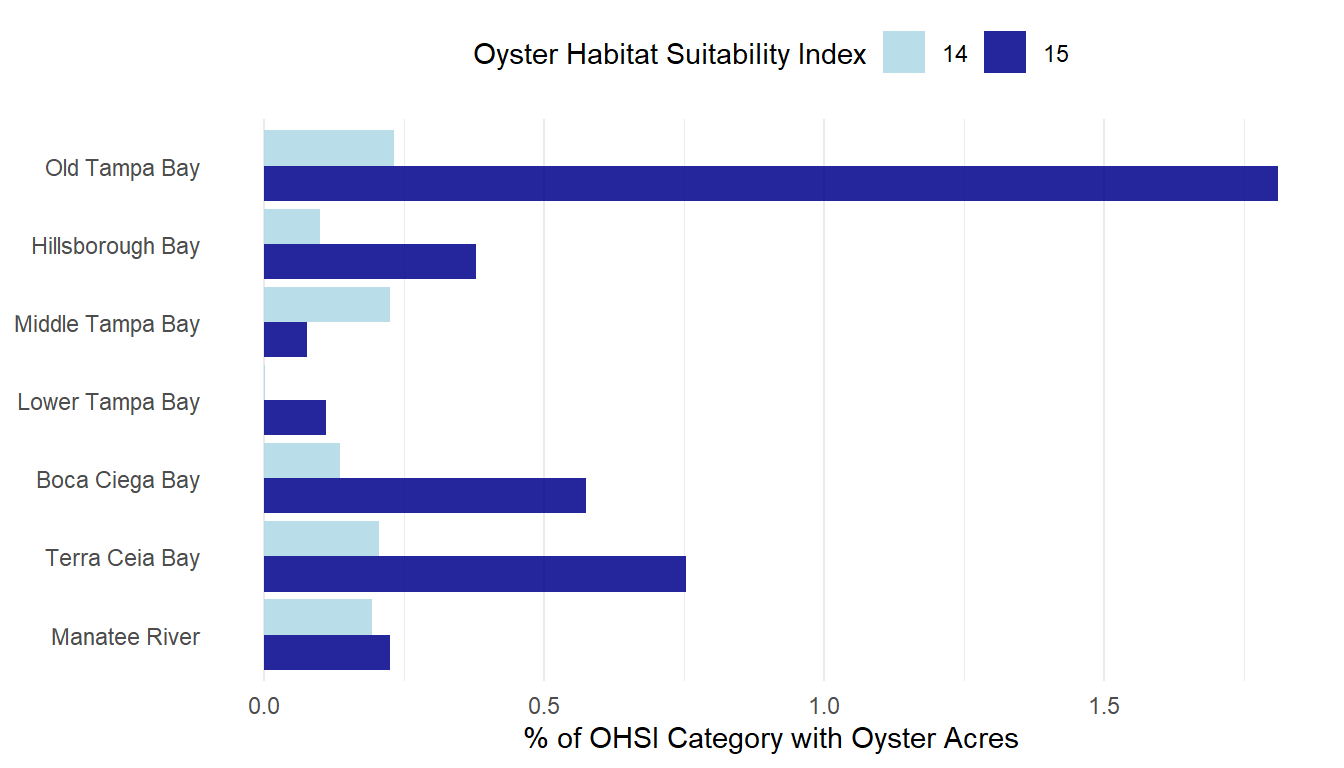 Oyster Habitat Suitability Index 14 15
Old Tampa Bay
Hillsborough Bay
Middle Tampa Bay
Lower Tampa Bay
Boca Ciega Bay
Terra Ceia Bay
Manatee River
0.0 0.5 1.0 1.5
% of OHSI Category with Oyster Acres